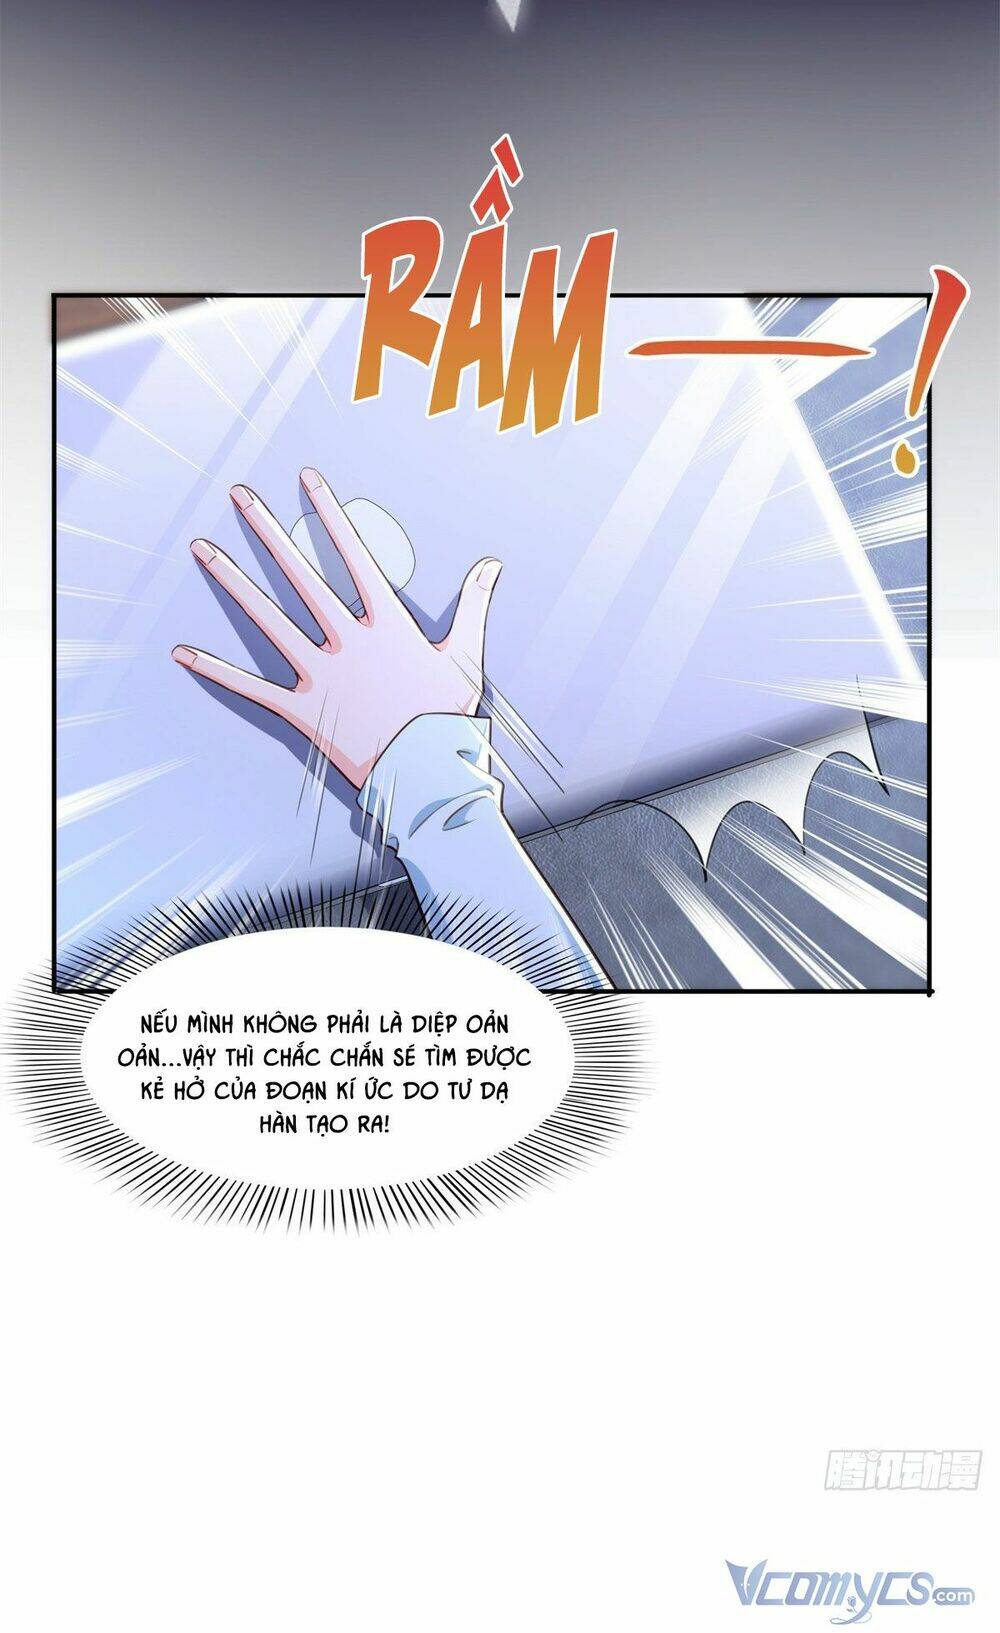 RẦM—!
NẾU MÌNH KHÔNG PHẢI LÀ DIỆP OẢN
OẢN...VẬY THÌ CHẮC CHẮN SẼ TÌM ĐƯỢC
KẺ HỞ CỦA ĐOẠN KÍ ỨC DO TƯ DẠ
HÀN TẠO RA!
腾讯动漫
VCOMYCS.com